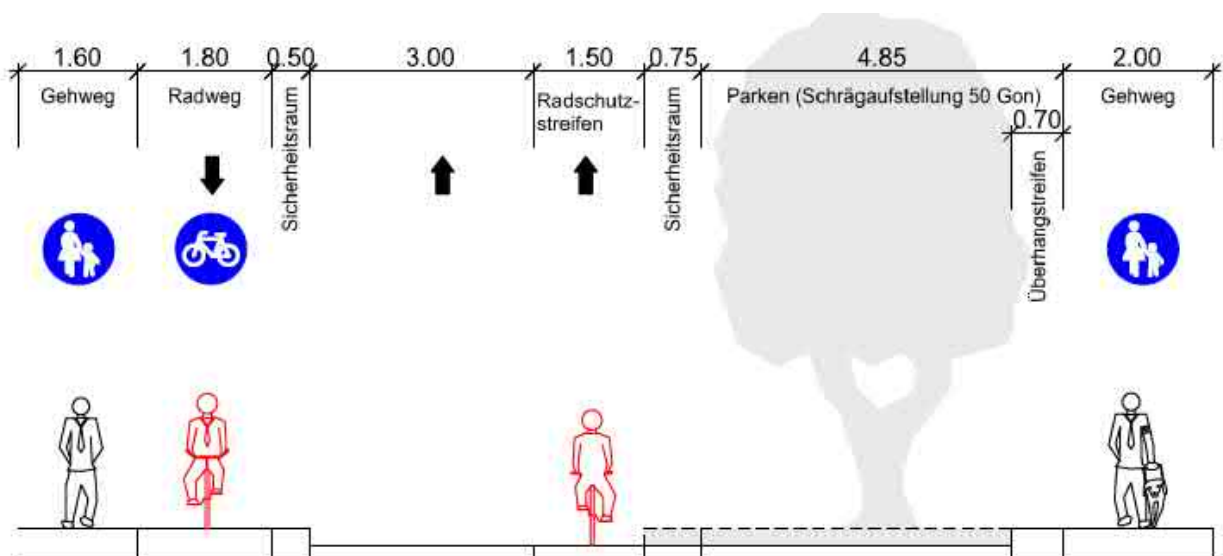 1.60 1.80 0.50 3.00 1.50 0.75 4.85 2.00
Gehweg
Radweg
Sicherheitsraum
Radschutz-
streifen
Sicherheitsraum
Parken (Schrägaufstellung 50 Gon)
0.70
Überhangstreifen
Gehweg